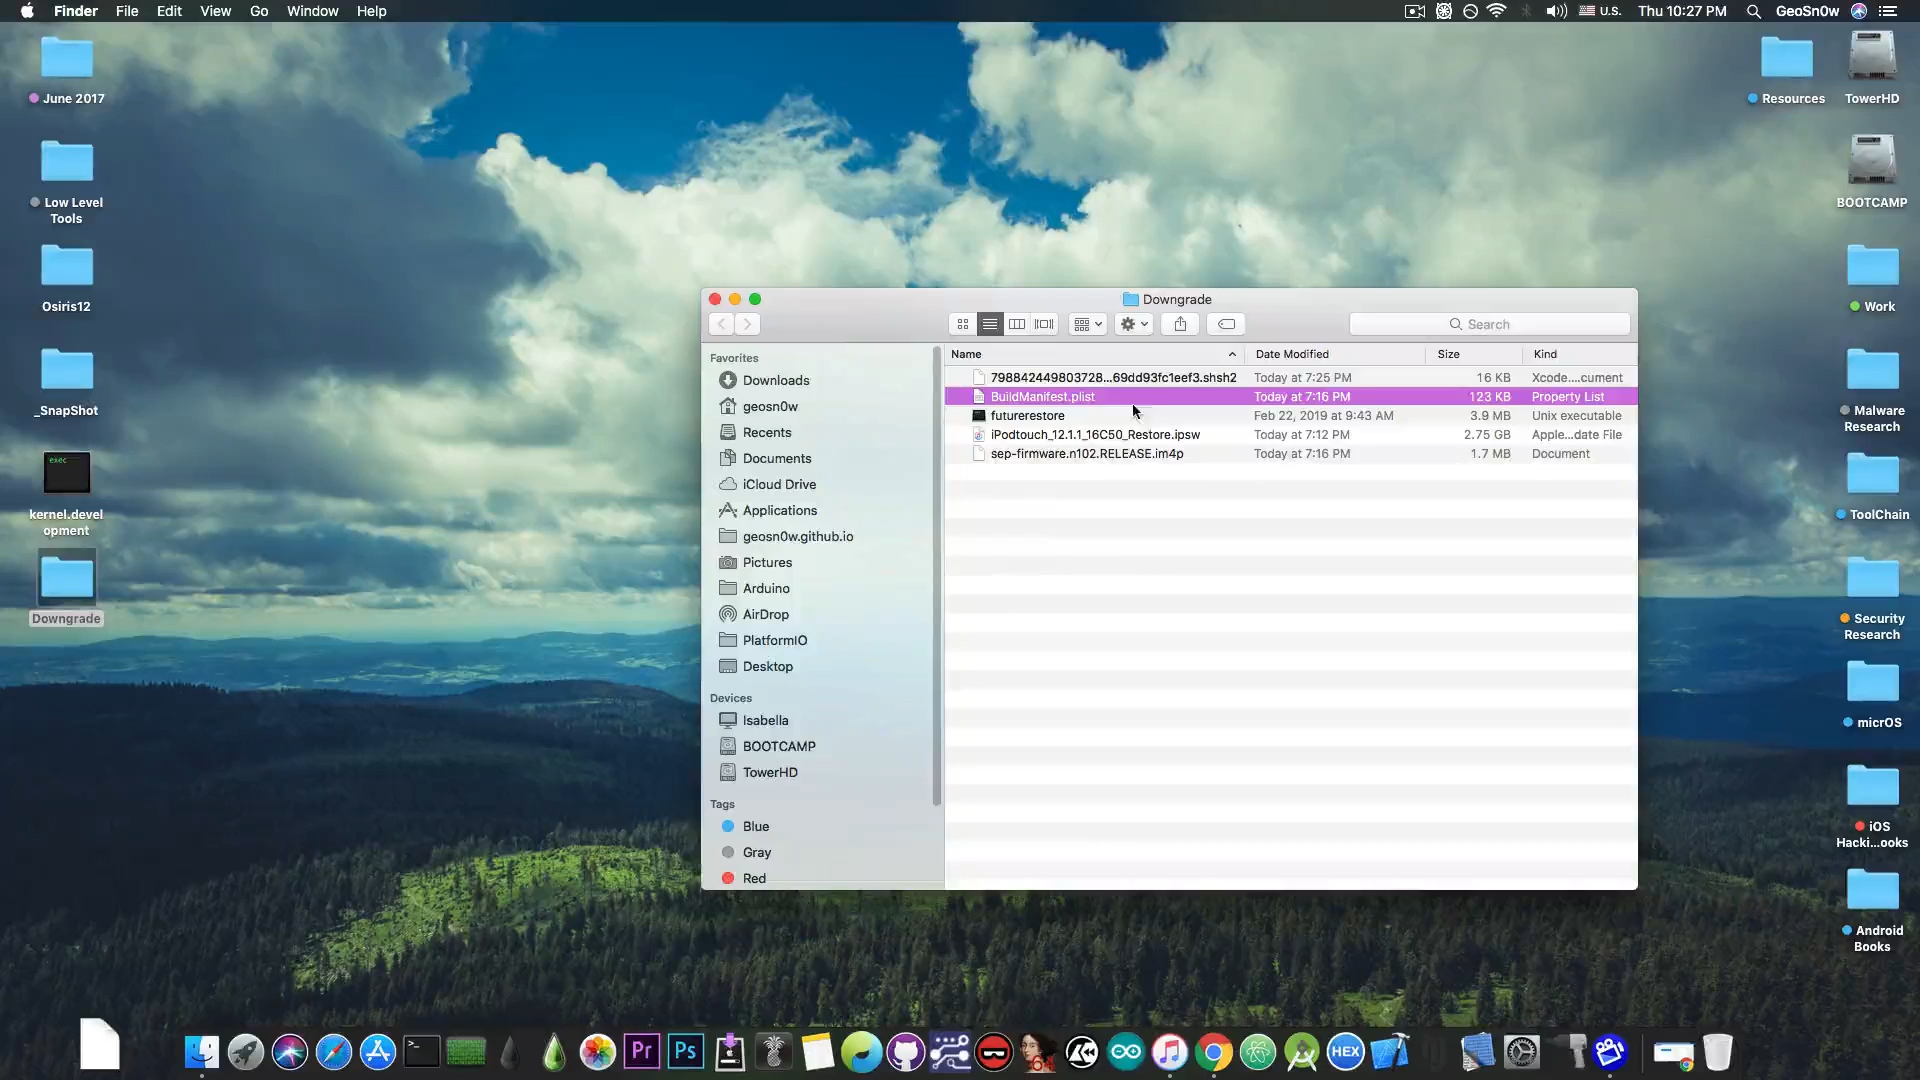 Finder File Edit View Go Window Help
U.S. Thu 10:27 PM GeoSn0w
June 2017
Low Level
Tools
Osiris12
_SnapShot
exec
kernel.devel
opment
Downgrade
Resources
TowerHD
BOOTCAMP
Work
Malware
Research
ToolChain
Security
Research
micrOS
iOS
Hacki...ooks
Android
Books
Downgrade
Search
Favorites
Downloads
geosn0w
Recents
Documents
iCloud Drive
Applications
geosn0w.github.io
Pictures
Arduino
AirDrop
PlatformIO
Desktop
Devices
Isabella
BOOTCAMP
TowerHD
Tags
Blue
Gray
Red
Name Date Modified Size Kind
798842449803728...69dd93fc1eef3.shsh2 Today at 7:25 PM 16 KB Xcode....cument
BuildManifest.plist Today at 7:16 PM 123 KB Property List
futurerestore Feb 22, 2019 at 9:43 AM 3.9 MB Unix executable
iPodtouch_12.1.1_16C50_Restore.ipsw Today at 7:12 PM 2.75 GB Apple...date File
sep-firmware.n102.RELEASE.im4p Today at 7:16 PM 1.7 MB Document
Pr Ps 64 HEX